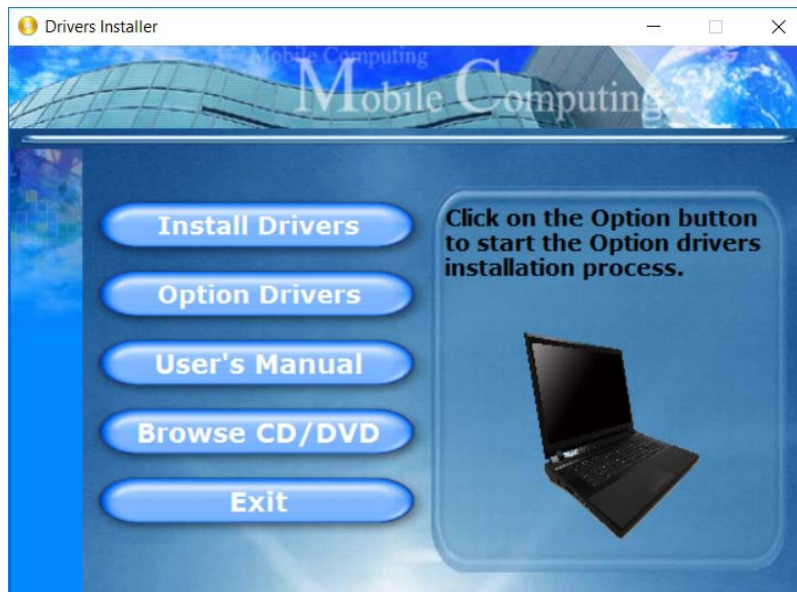 Drivers Installer
Mobile Computing
Mobile Computing
Install Drivers
Option Drivers
User's Manual
Browse CD/DVD
Exit
Click on the Option button
to start the Option drivers
installation process.